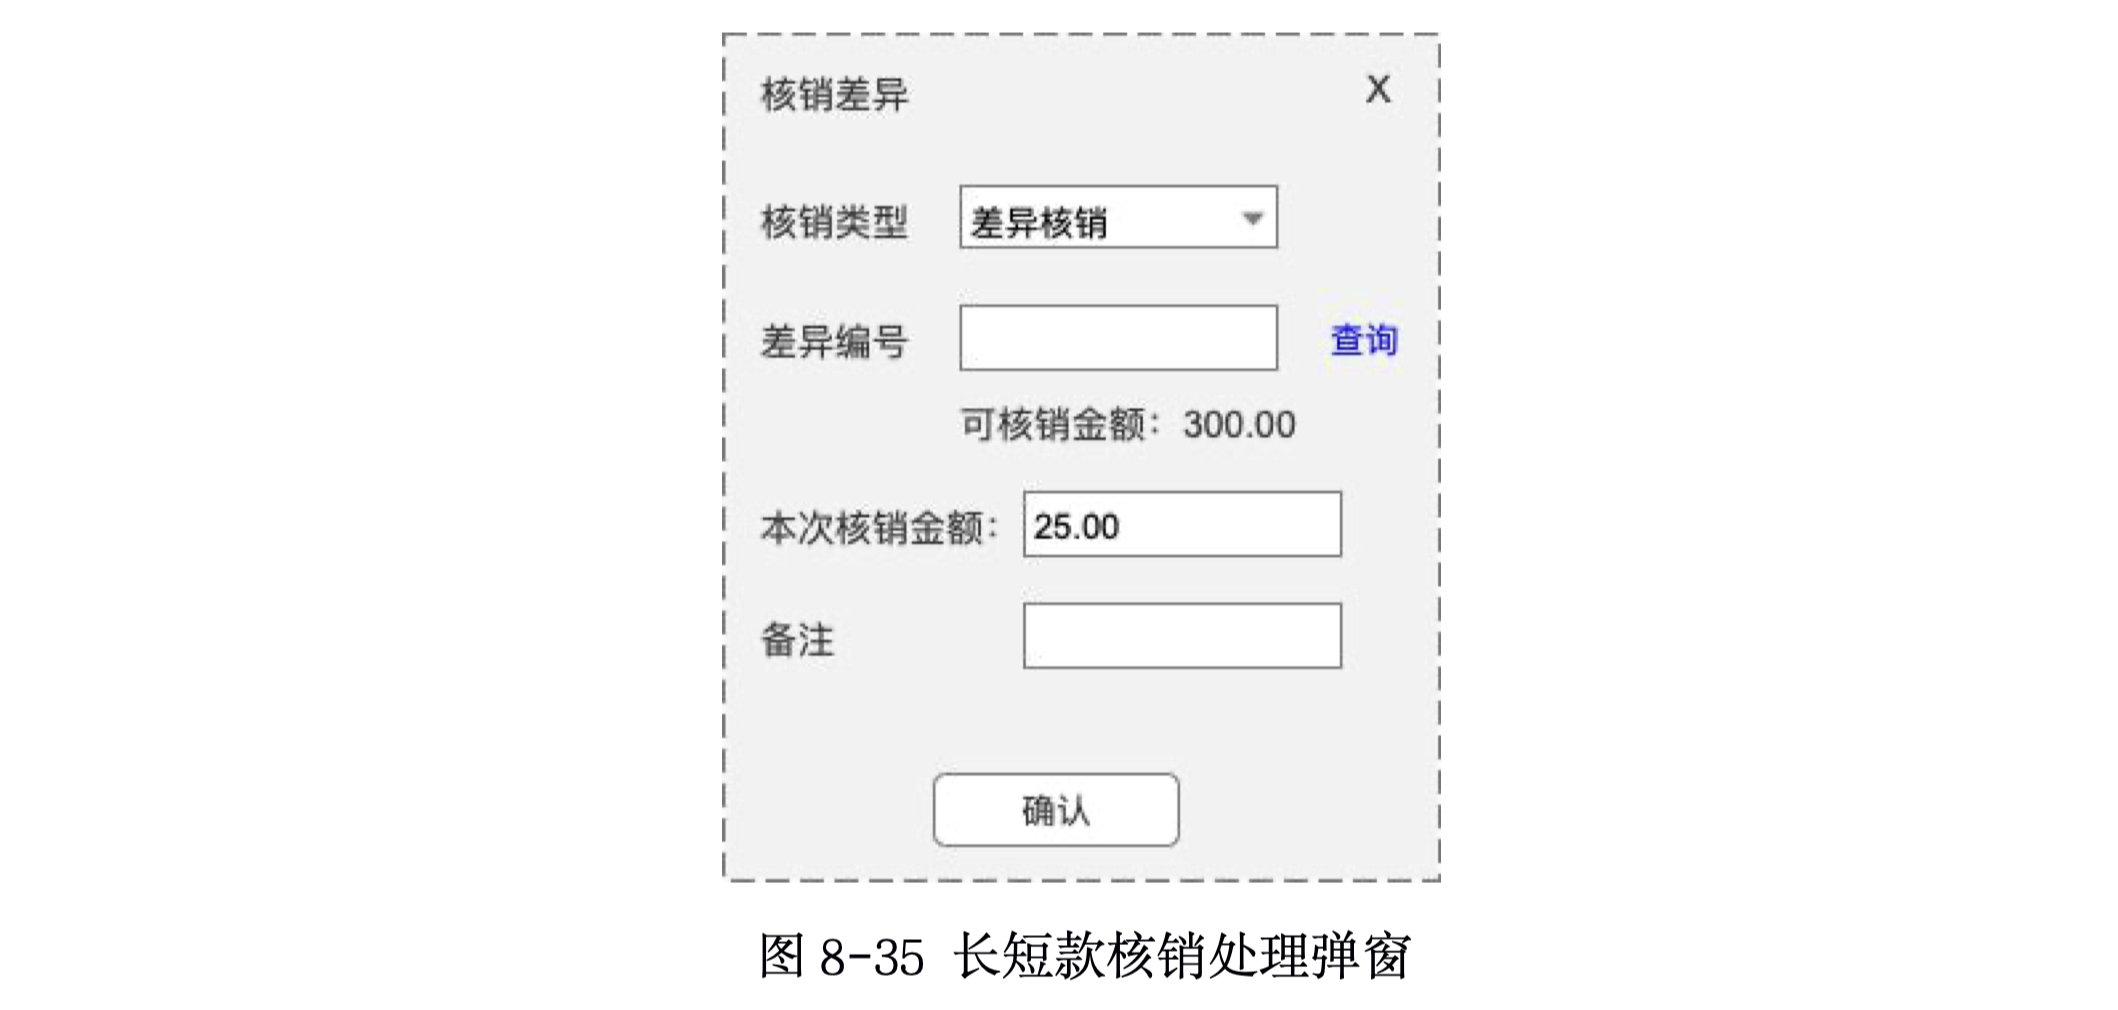 核销差异 X
核销类型 差异核销
差异编号 查询
可核销金额：300.00
本次核销金额：25.00
备注
确认
图 8-35 长短款核销处理弹窗